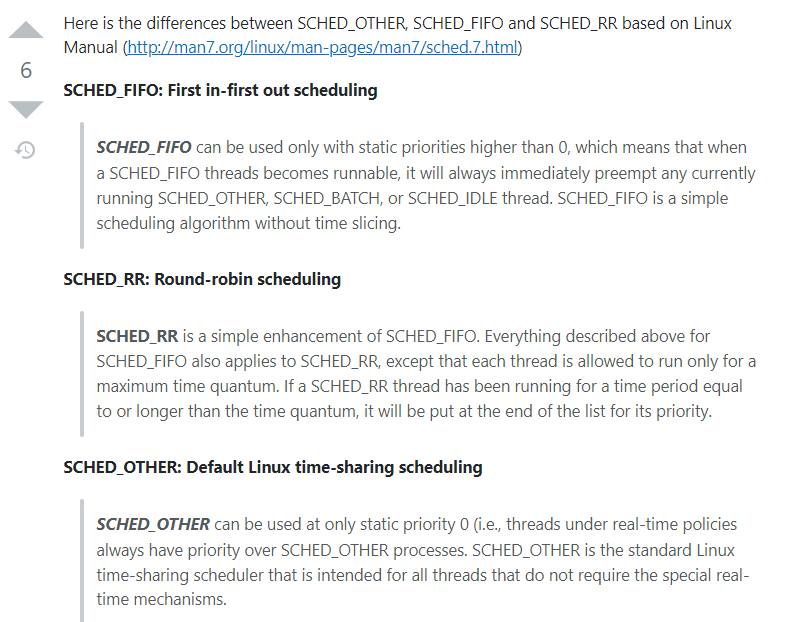 Here is the differences between SCHED_OTHER, SCHED_FIFO and SCHED_RR based on Linux
Manual (http://man7.org/linux/man-pages/man7/sched.7.html)
6
SCHED_FIFO: First in-first out scheduling
SCHED_FIFO can be used only with static priorities higher than 0, which means that when
a SCHED_FIFO threads becomes runnable, it will always immediately preempt any currently
running SCHED_OTHER, SCHED_BATCH, or SCHED_IDLE thread. SCHED_FIFO is a simple
scheduling algorithm without time slicing.
SCHED_RR: Round-robin scheduling
SCHED_RR is a simple enhancement of SCHED_FIFO. Everything described above for
SCHED_FIFO also applies to SCHED_RR, except that each thread is allowed to run only for a
maximum time quantum. If a SCHED_RR thread has been running for a time period equal
to or longer than the time quantum, it will be put at the end of the list for its priority.
SCHED_OTHER: Default Linux time-sharing scheduling
SCHED_OTHER can be used at only static priority 0 (i.e., threads under real-time policies
always have priority over SCHED_OTHER processes. SCHED_OTHER is the standard Linux
time-sharing scheduler that is intended for all threads that do not require the special real-
time mechanisms.